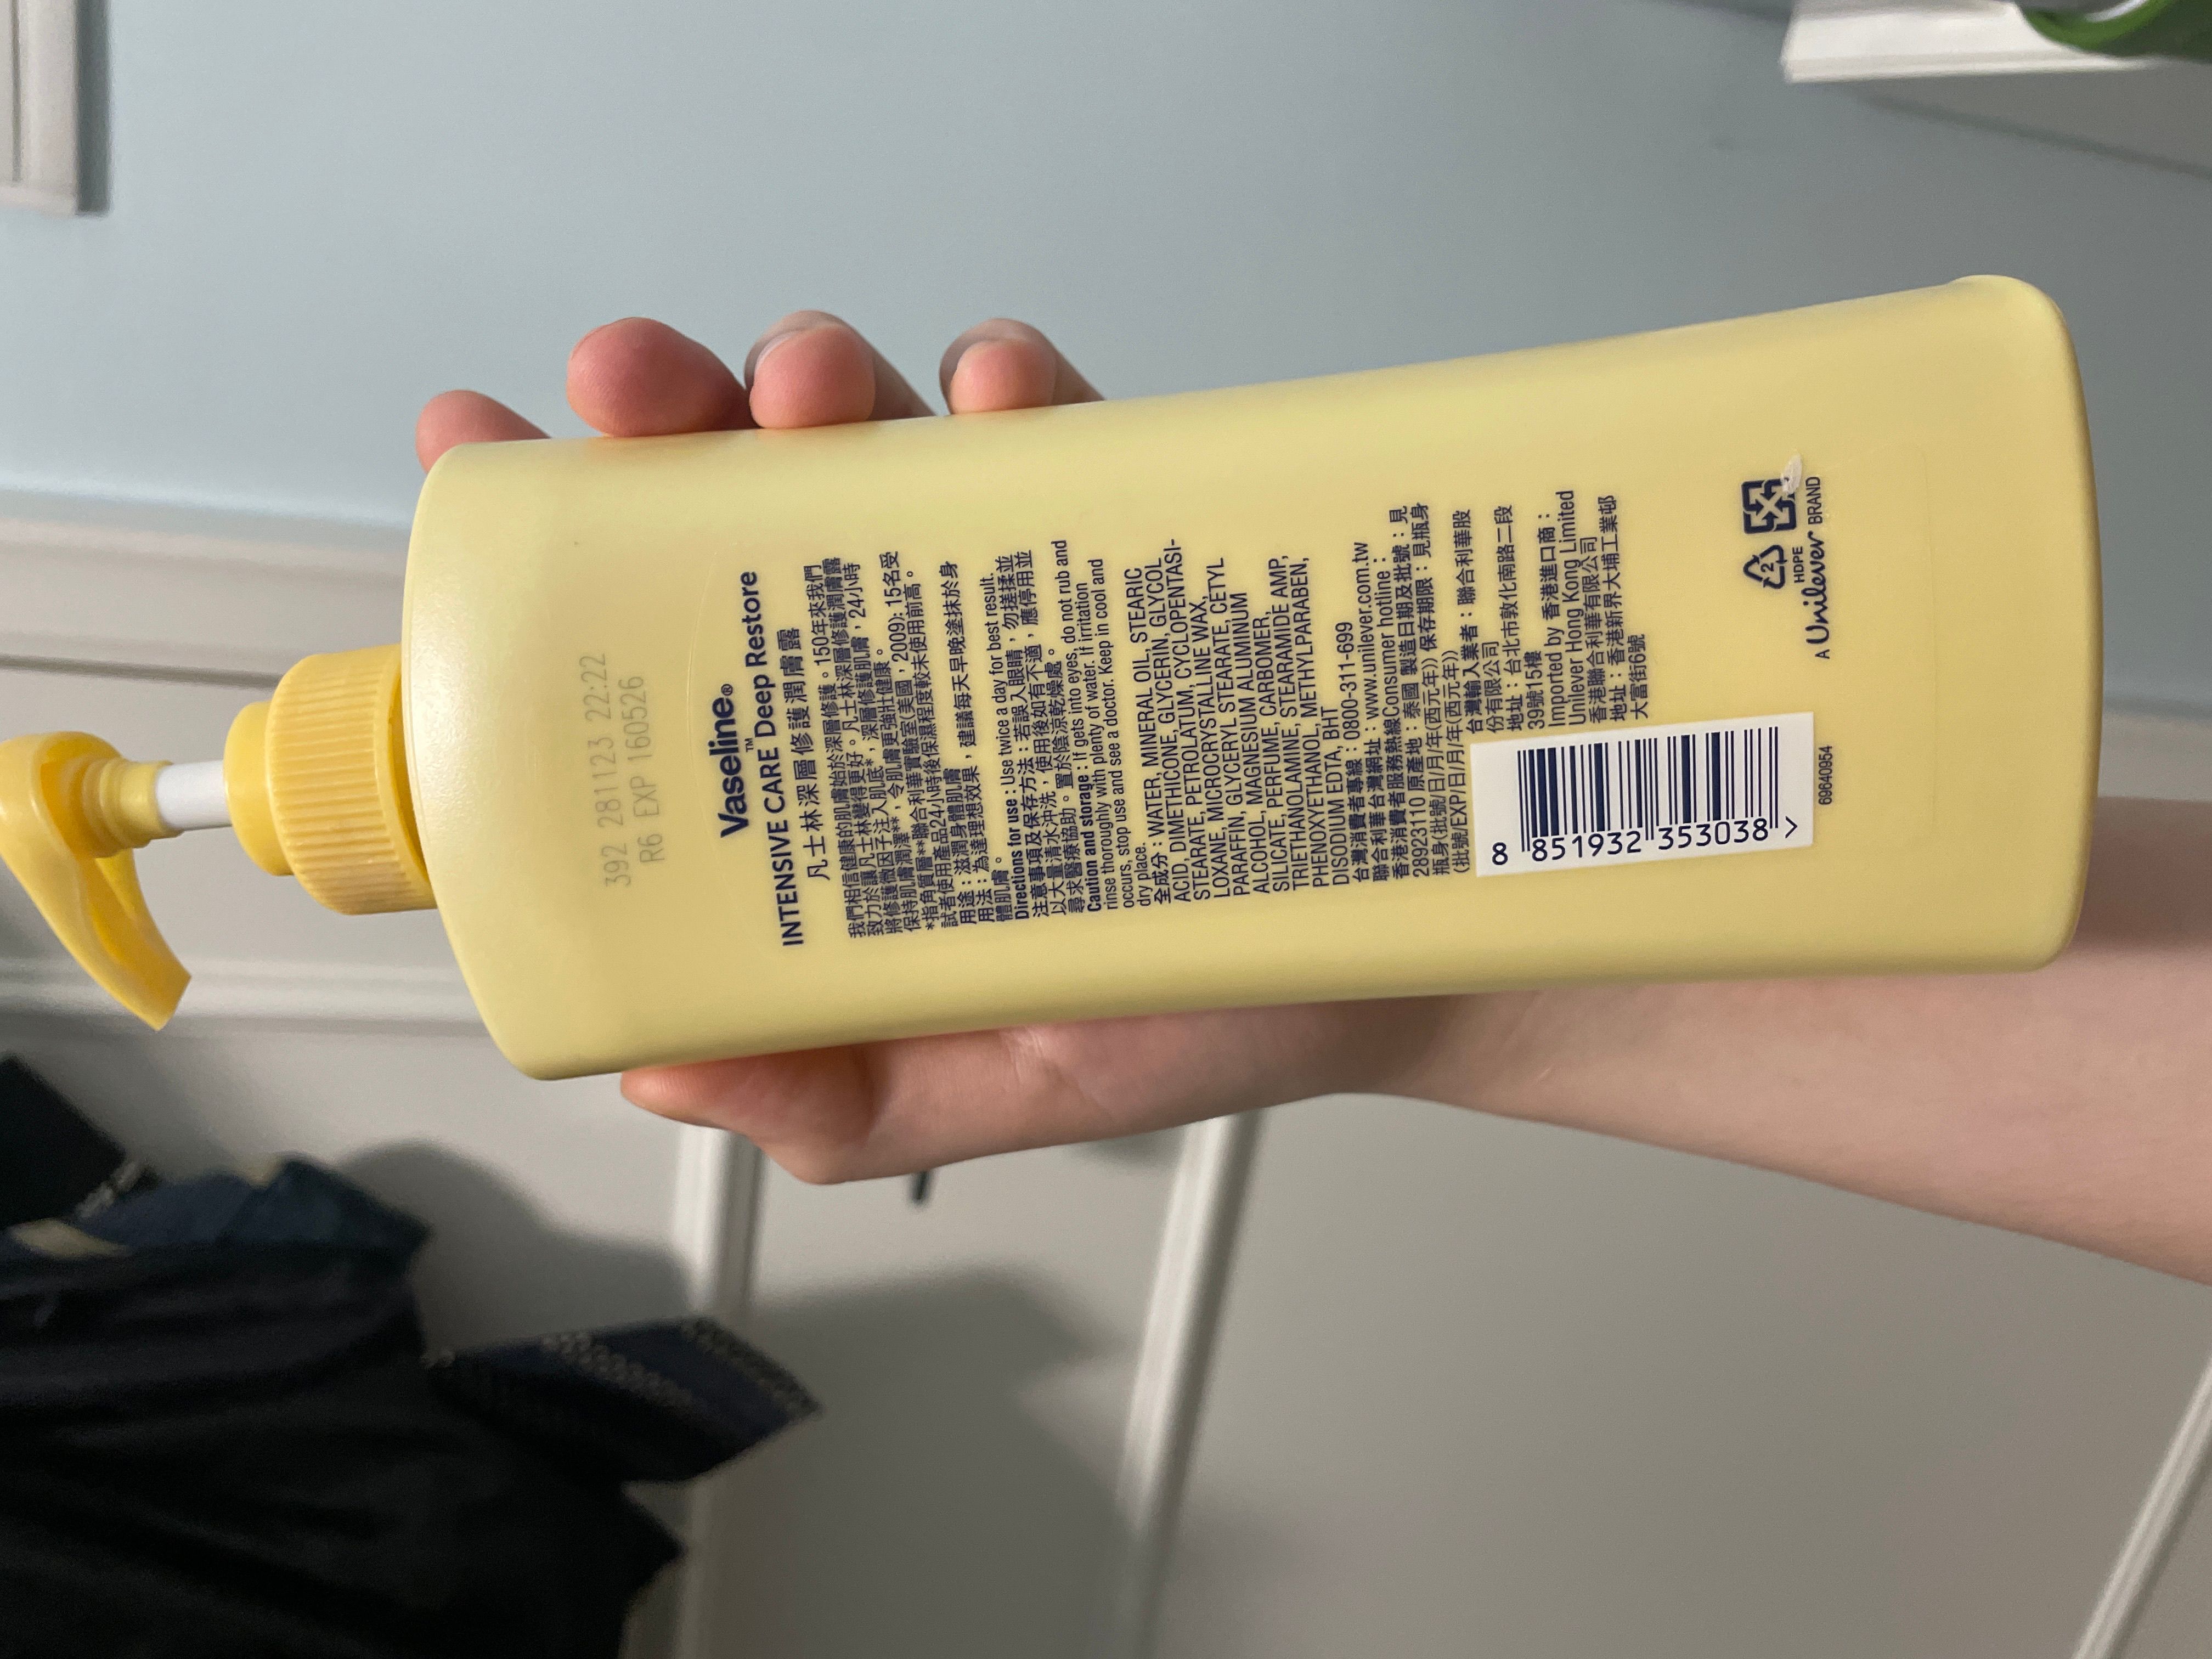 392 281123 22:22
R6 EXP 160526
Vaseline®
™
INTENSIVE CARE Deep Restore
凡士林深層修護潤膚露
我們相信健康的肌膚始於深層修護。150年來我們
致力於讓凡士林變得更好。凡士林深層修護潤膚露
將修護微因子注入肌底*，深層修護肌膚，24小時
保持肌膚潤澤**，令肌膚更強壯健康。
*指角質層**聯合利華實驗室(美國，2009); 15名受
試者使用產品24小時後保濕程度較未使用前高。
用途：滋潤身體肌膚
用法：為達理想效果，建議每天早晚塗抹於身
體肌膚。
Directions for use : Use twice a day for best result.
注意事項及保存方法：若誤入眼睛，勿搓揉並
以大量清水沖洗，使用後如有不適，應停用並
尋求醫療協助。置於陰涼乾燥處。
Caution and storage : If gets into eyes, do not rub and
rinse thoroughly with plenty of water. If irritation
occurs, stop use and see a doctor. Keep in cool and
dry place.
全成分：WATER, MINERAL OIL, STEARIC
ACID, DIMETHICONE, GLYCERIN, GLYCOL
STEARATE, PETROLATUM, CYCLOPENTASI-
LOXANE, MICROCRYSTALLINE WAX,
PARAFFIN, GLYCERYL STEARATE, CETYL
ALCOHOL, MAGNESIUM ALUMINUM
SILICATE, PERFUME, CARBOMER,
TRIETHANOLAMINE, STEARAMIDE AMP,
PHENOXYETHANOL, METHYLPARABEN,
DISODIUM EDTA, BHT
台灣消費者專線：0800-311-699
聯合利華台灣網址：www.unilever.com.tw
香港消費者服務熱線Consumer hotline：
28923110 原產地：泰國 製造日期及批號：見
瓶身(批號/日/月/年(西元年)) 保存期限：見瓶身
(批號/EXP/日/月/年(西元年))
台灣輸入業者：聯合利華股
份有限公司
地址：台北市敦化南路二段
39號15樓
Imported by 香港進口商：
Unilever Hong Kong Limited
香港聯合利華有限公司
地址：香港新界大埔工業邨
大富街6號
8 851932 353038 >
69640954
2
HDPE
A Unilever BRAND